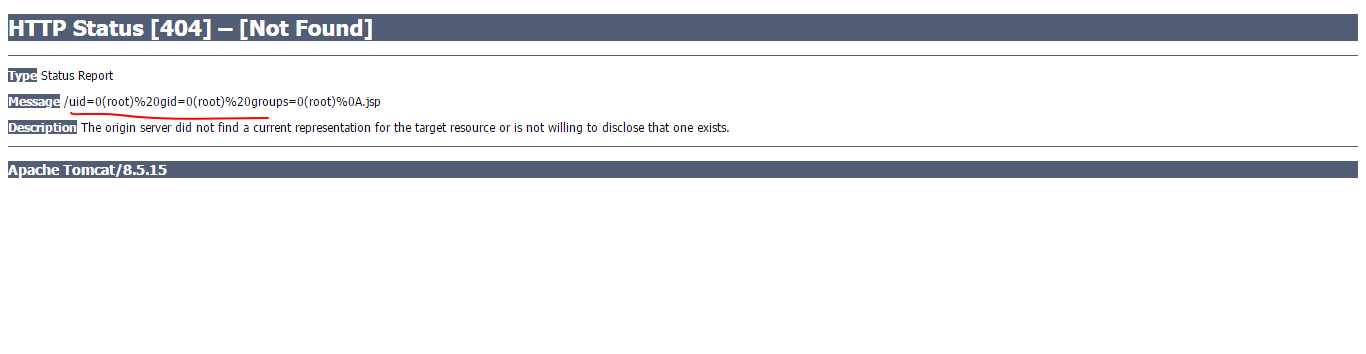 HTTP Status [404] – [Not Found]
Type Status Report
Message /uid=0(root)%20gid=0(root)%20groups=0(root)%0A.jsp
Description The origin server did not find a current representation for the target resource or is not willing to disclose that one exists.
Apache Tomcat/8.5.15